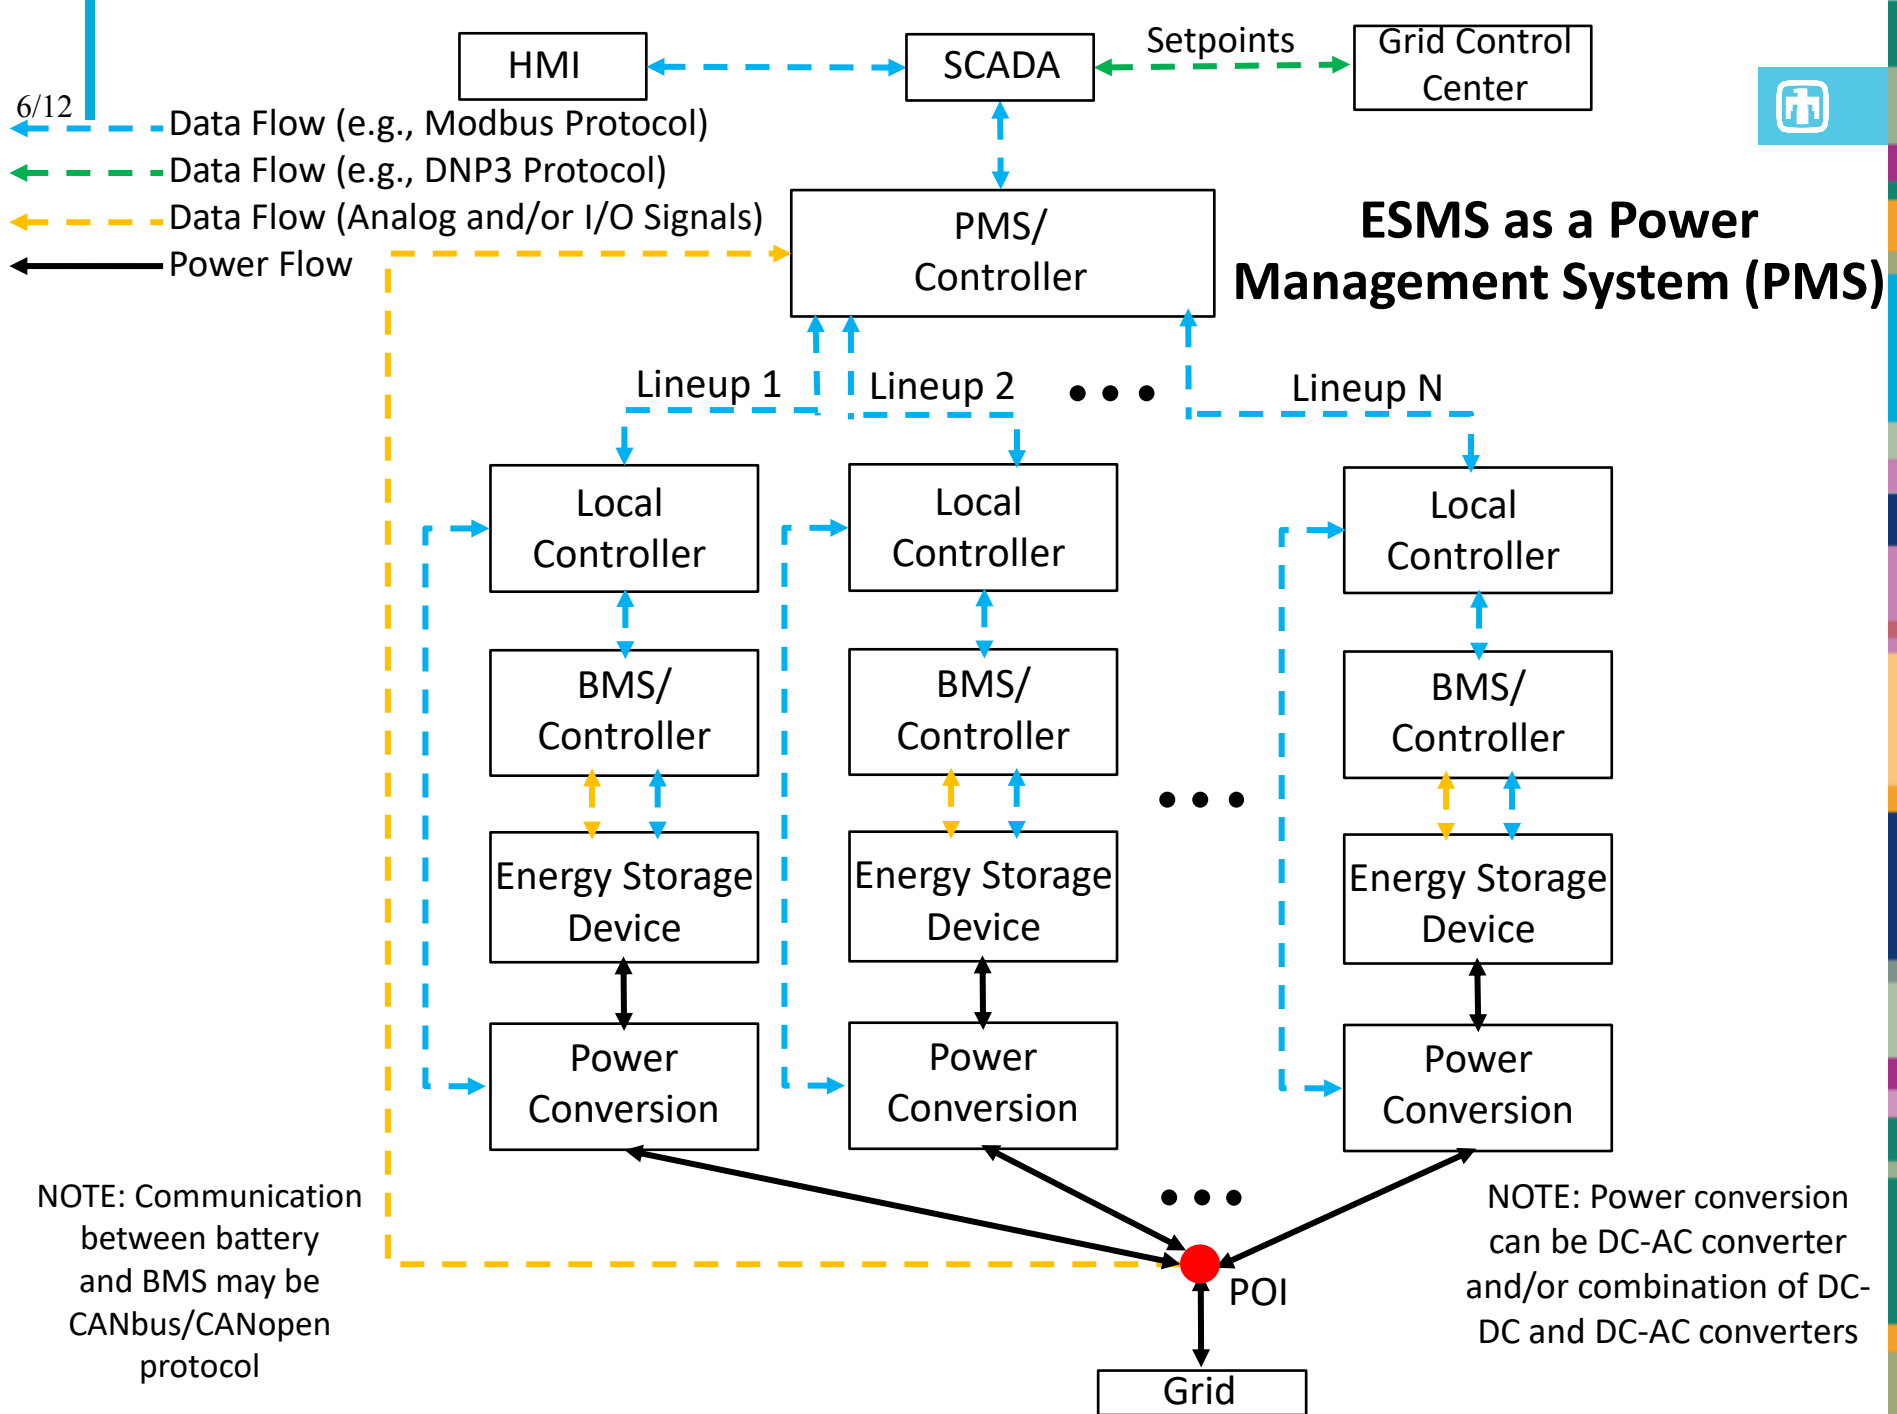 HMI
SCADA
Setpoints
Grid Control
Center
6/12
Data Flow (e.g., Modbus Protocol)
Data Flow (e.g., DNP3 Protocol)
Data Flow (Analog and/or I/O Signals)
Power Flow
PMS/
Controller
ESMS as a Power
Management System (PMS)
Lineup 1
Lineup 2
• • •
Lineup N
Local
Controller
Local
Controller
Local
Controller
BMS/
Controller
BMS/
Controller
BMS/
Controller
• • •
Energy Storage
Device
Energy Storage
Device
Energy Storage
Device
Power
Conversion
Power
Conversion
Power
Conversion
• • •
NOTE: Communication
between battery
and BMS may be
CANbus/CANopen
protocol
POI
NOTE: Power conversion
can be DC-AC converter
and/or combination of DC-
DC and DC-AC converters
Grid